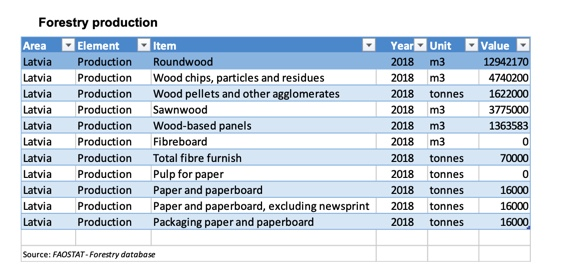 Forestry production
Area Element Item Year Unit Value
Latvia Production Roundwood 2018 m3 12942170
Latvia Production Wood chips, particles and residues 2018 m3 4740200
Latvia Production Wood pellets and other agglomerates 2018 tonnes 1622000
Latvia Production Sawnwood 2018 m3 3775000
Latvia Production Wood-based panels 2018 m3 1363583
Latvia Production Fibreboard 2018 m3 0
Latvia Production Total fibre furnish 2018 tonnes 70000
Latvia Production Pulp for paper 2018 tonnes 0
Latvia Production Paper and paperboard 2018 tonnes 16000
Latvia Production Paper and paperboard, excluding newsprint 2018 tonnes 16000
Latvia Production Packaging paper and paperboard 2018 tonnes 16000
Source: FAOSTAT - Forestry database